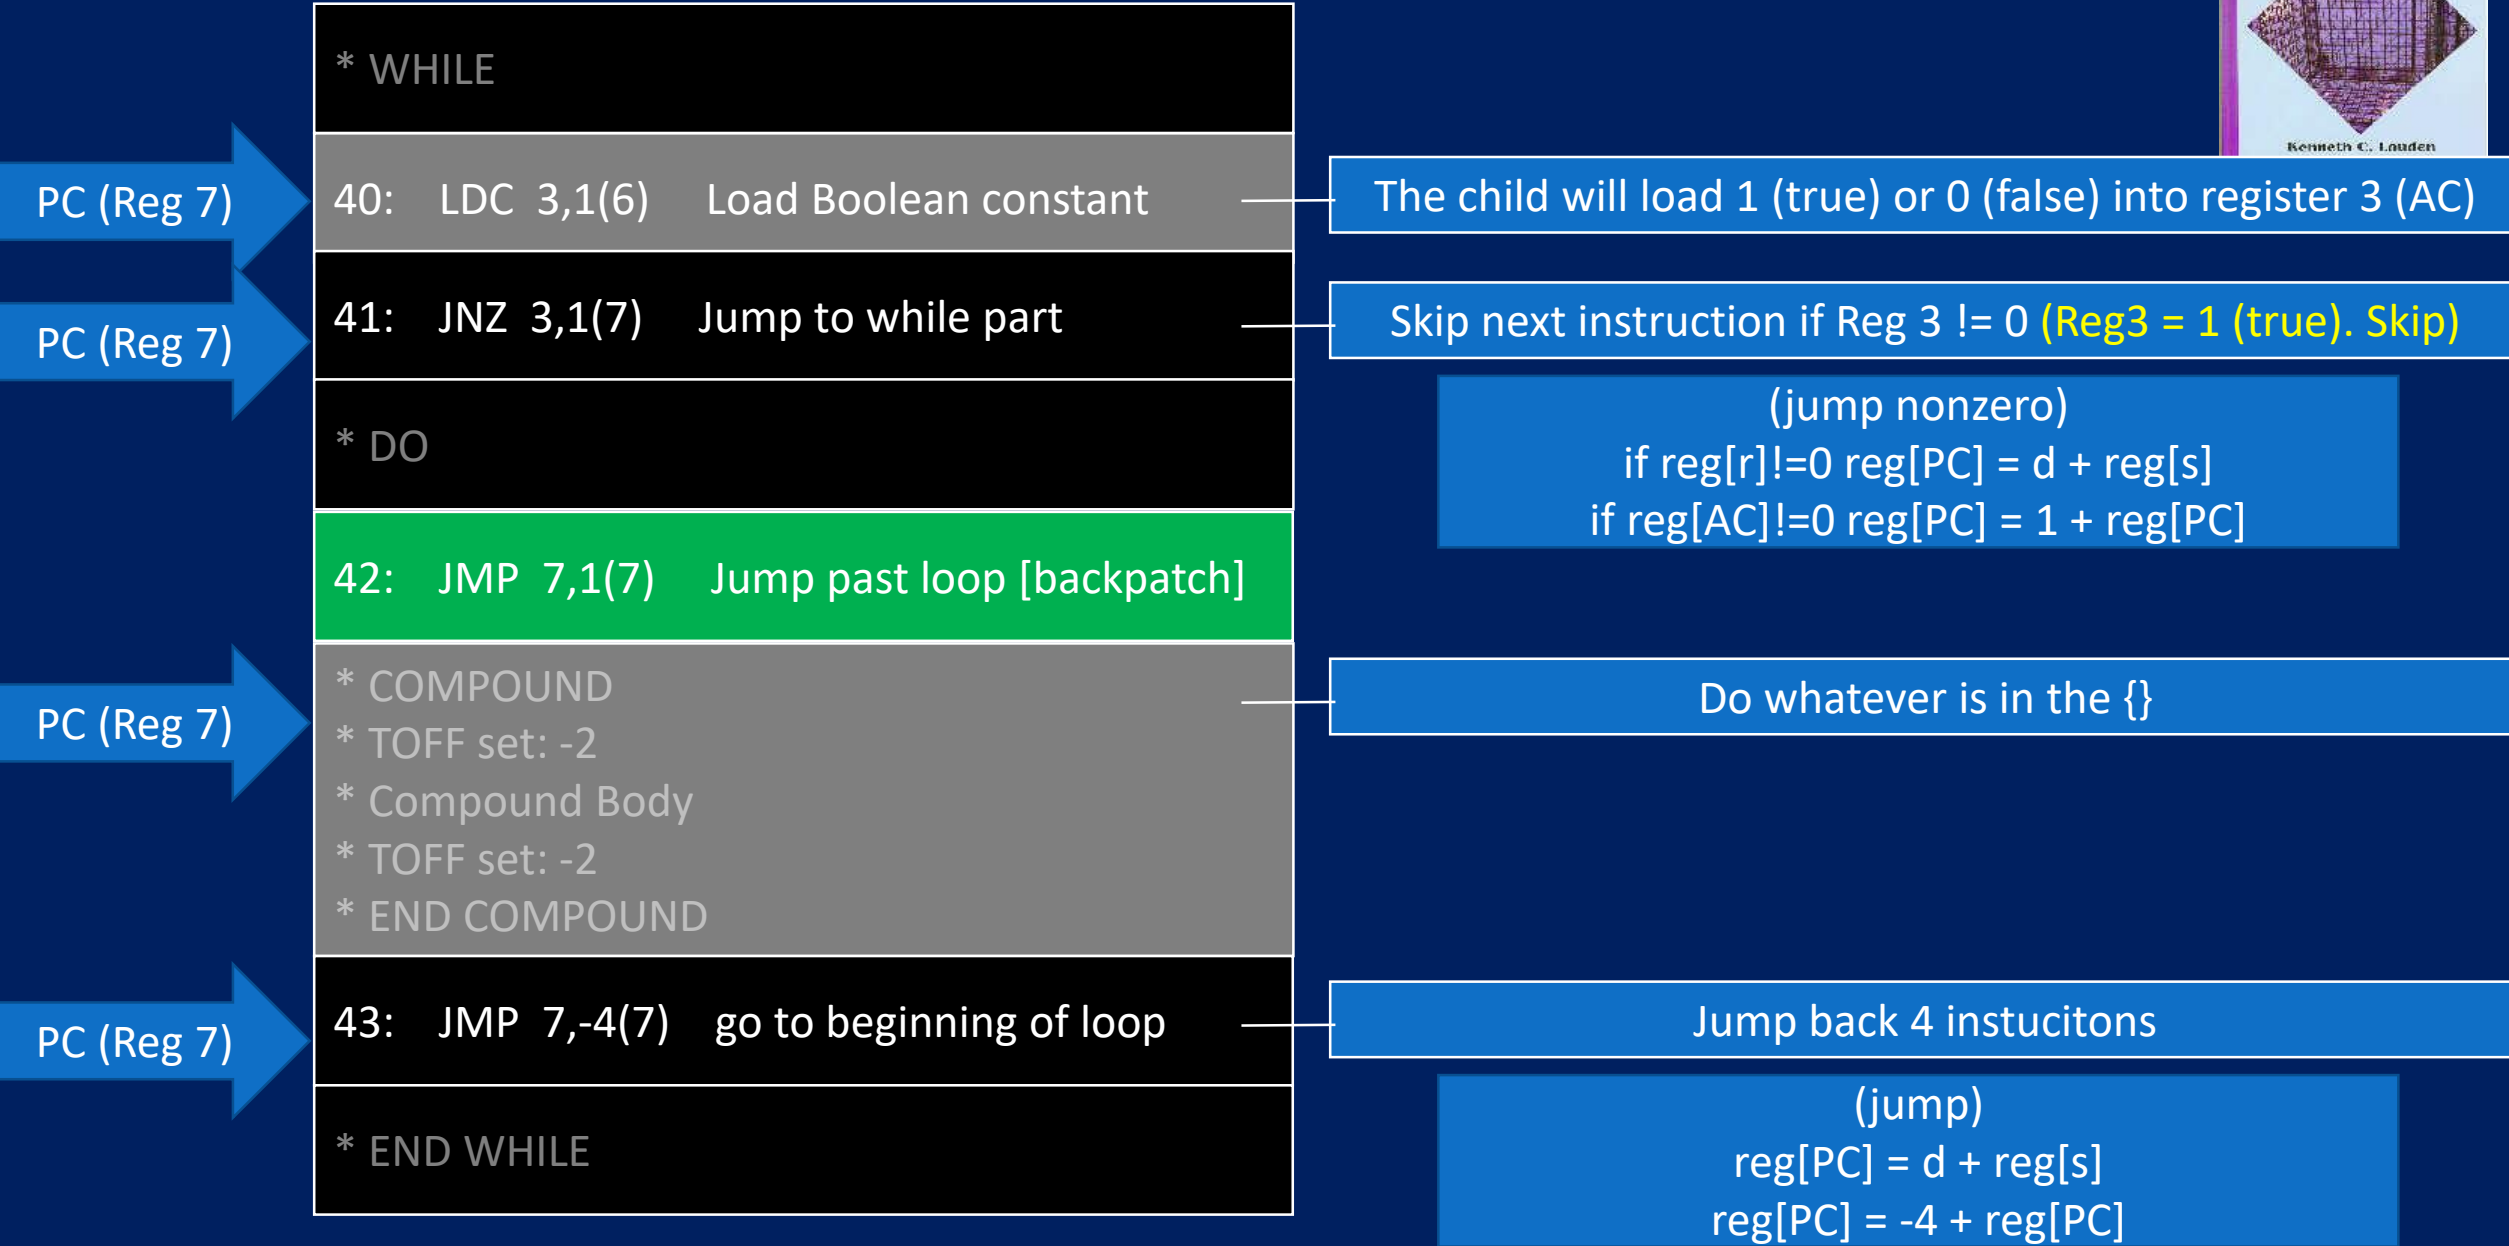 Kenneth C. Louden
* WHILE
PC (Reg 7)
40: LDC 3,1(6) Load Boolean constant
The child will load 1 (true) or 0 (false) into register 3 (AC)
PC (Reg 7)
41: JNZ 3,1(7) Jump to while part
Skip next instruction if Reg 3 != 0 (Reg3 = 1 (true). Skip)
(jump nonzero)
if reg[r]!=0 reg[PC] = d + reg[s]
if reg[AC]!=0 reg[PC] = 1 + reg[PC]
* DO
42: JMP 7,1(7) Jump past loop [backpatch]
PC (Reg 7)
* COMPOUND
* TOFF set: -2
* Compound Body
* TOFF set: -2
* END COMPOUND
Do whatever is in the {}
PC (Reg 7)
43: JMP 7,-4(7) go to beginning of loop
Jump back 4 instucitons
(jump)
reg[PC] = d + reg[s]
reg[PC] = -4 + reg[PC]
* END WHILE